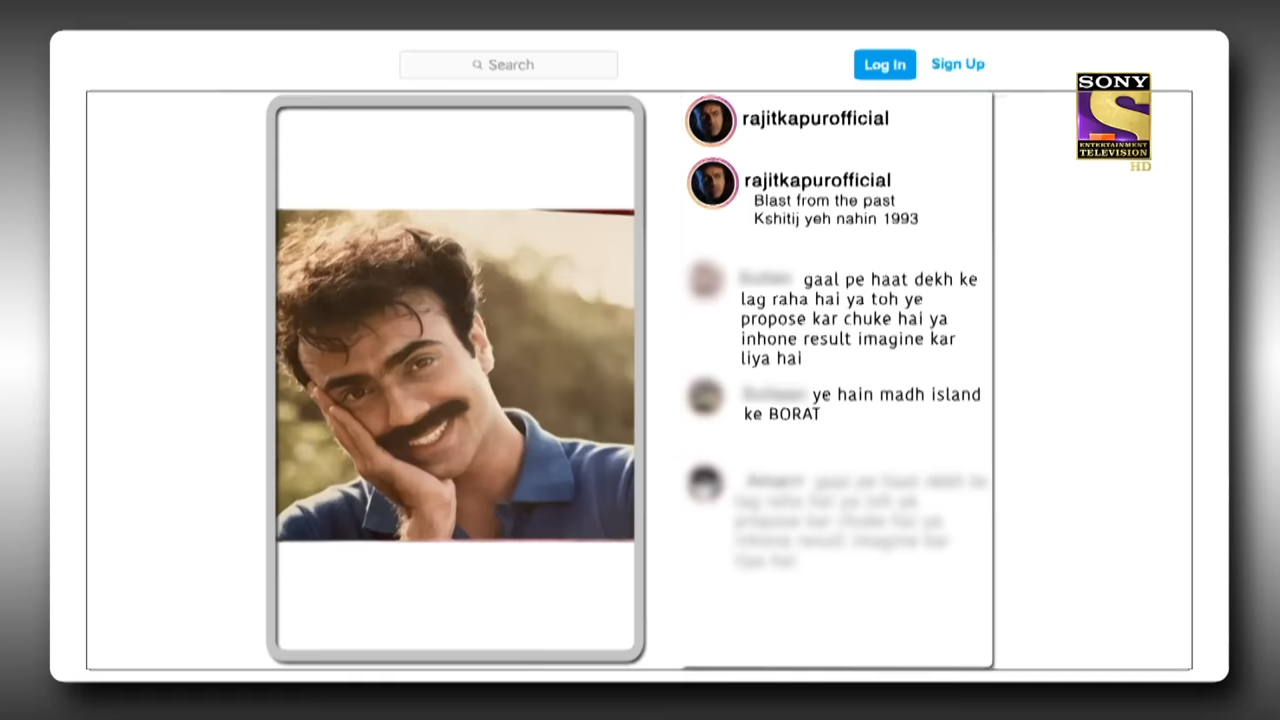 Search
Log In
Sign Up
SONY
ENTERTAINMENT
TELEVISION
HD
rajitkapurofficial
rajitkapurofficial
Blast from the past
Kshitij yeh nahin 1993
gaal pe haat dekh ke
lag raha hai ya toh ye
propose kar chuke hai ya
inhone result imagine kar
liya hai
ye hain madh island
ke BORAT